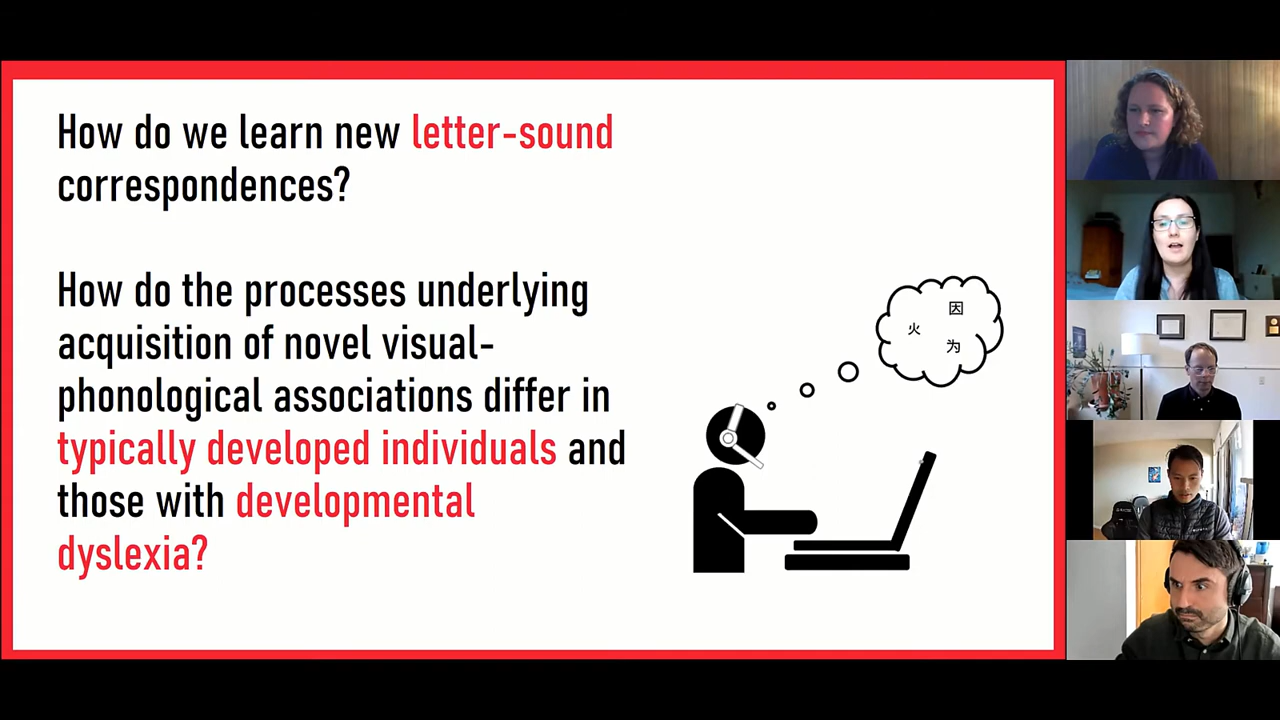 How do we learn new letter-sound
correspondences?
How do the processes underlying
acquisition of novel visual-
phonological associations differ in
typically developed individuals and
those with developmental
dyslexia?
因
火
为